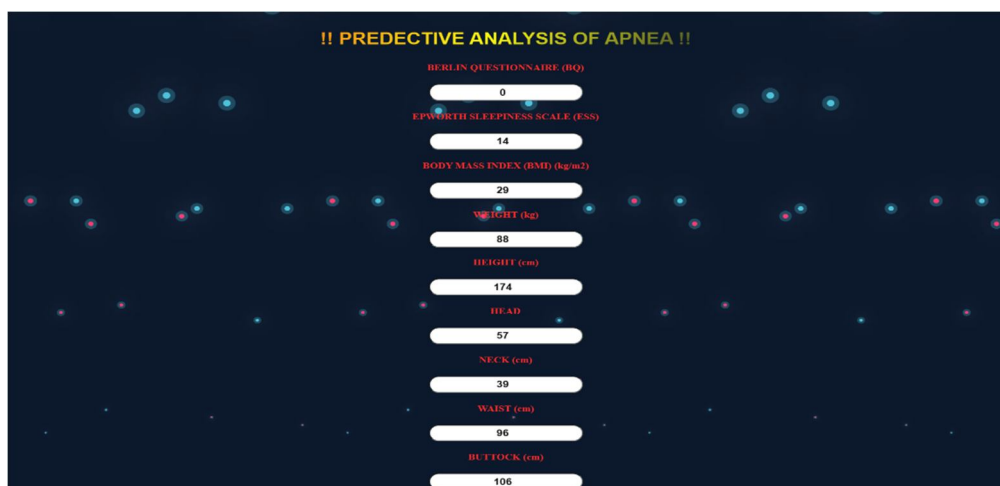 !! PREDECTIVE ANALYSIS OF APNEA !!
BERLIN QUESTIONNAIRE (BQ)
0
EPWORTH SLEEPINESS SCALE (ESS)
14
BODY MASS INDEX (BMI) (kg/m2)
29
WEIGHT (kg)
88
HEIGHT (cm)
174
HEAD
57
NECK (cm)
39
WAIST (cm)
96
BUTTOCK (cm)
106